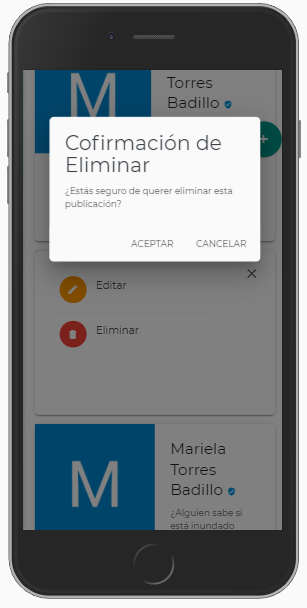 M
Torres
Badillo
+
Cofirmación de
Eliminar
¿Estás seguro de querer eliminar esta
publicación?
ACEPTAR CANCELAR
Editar
Eliminar
M
Mariela
Torres
Badillo
¿Alguien sabe si
está inundado